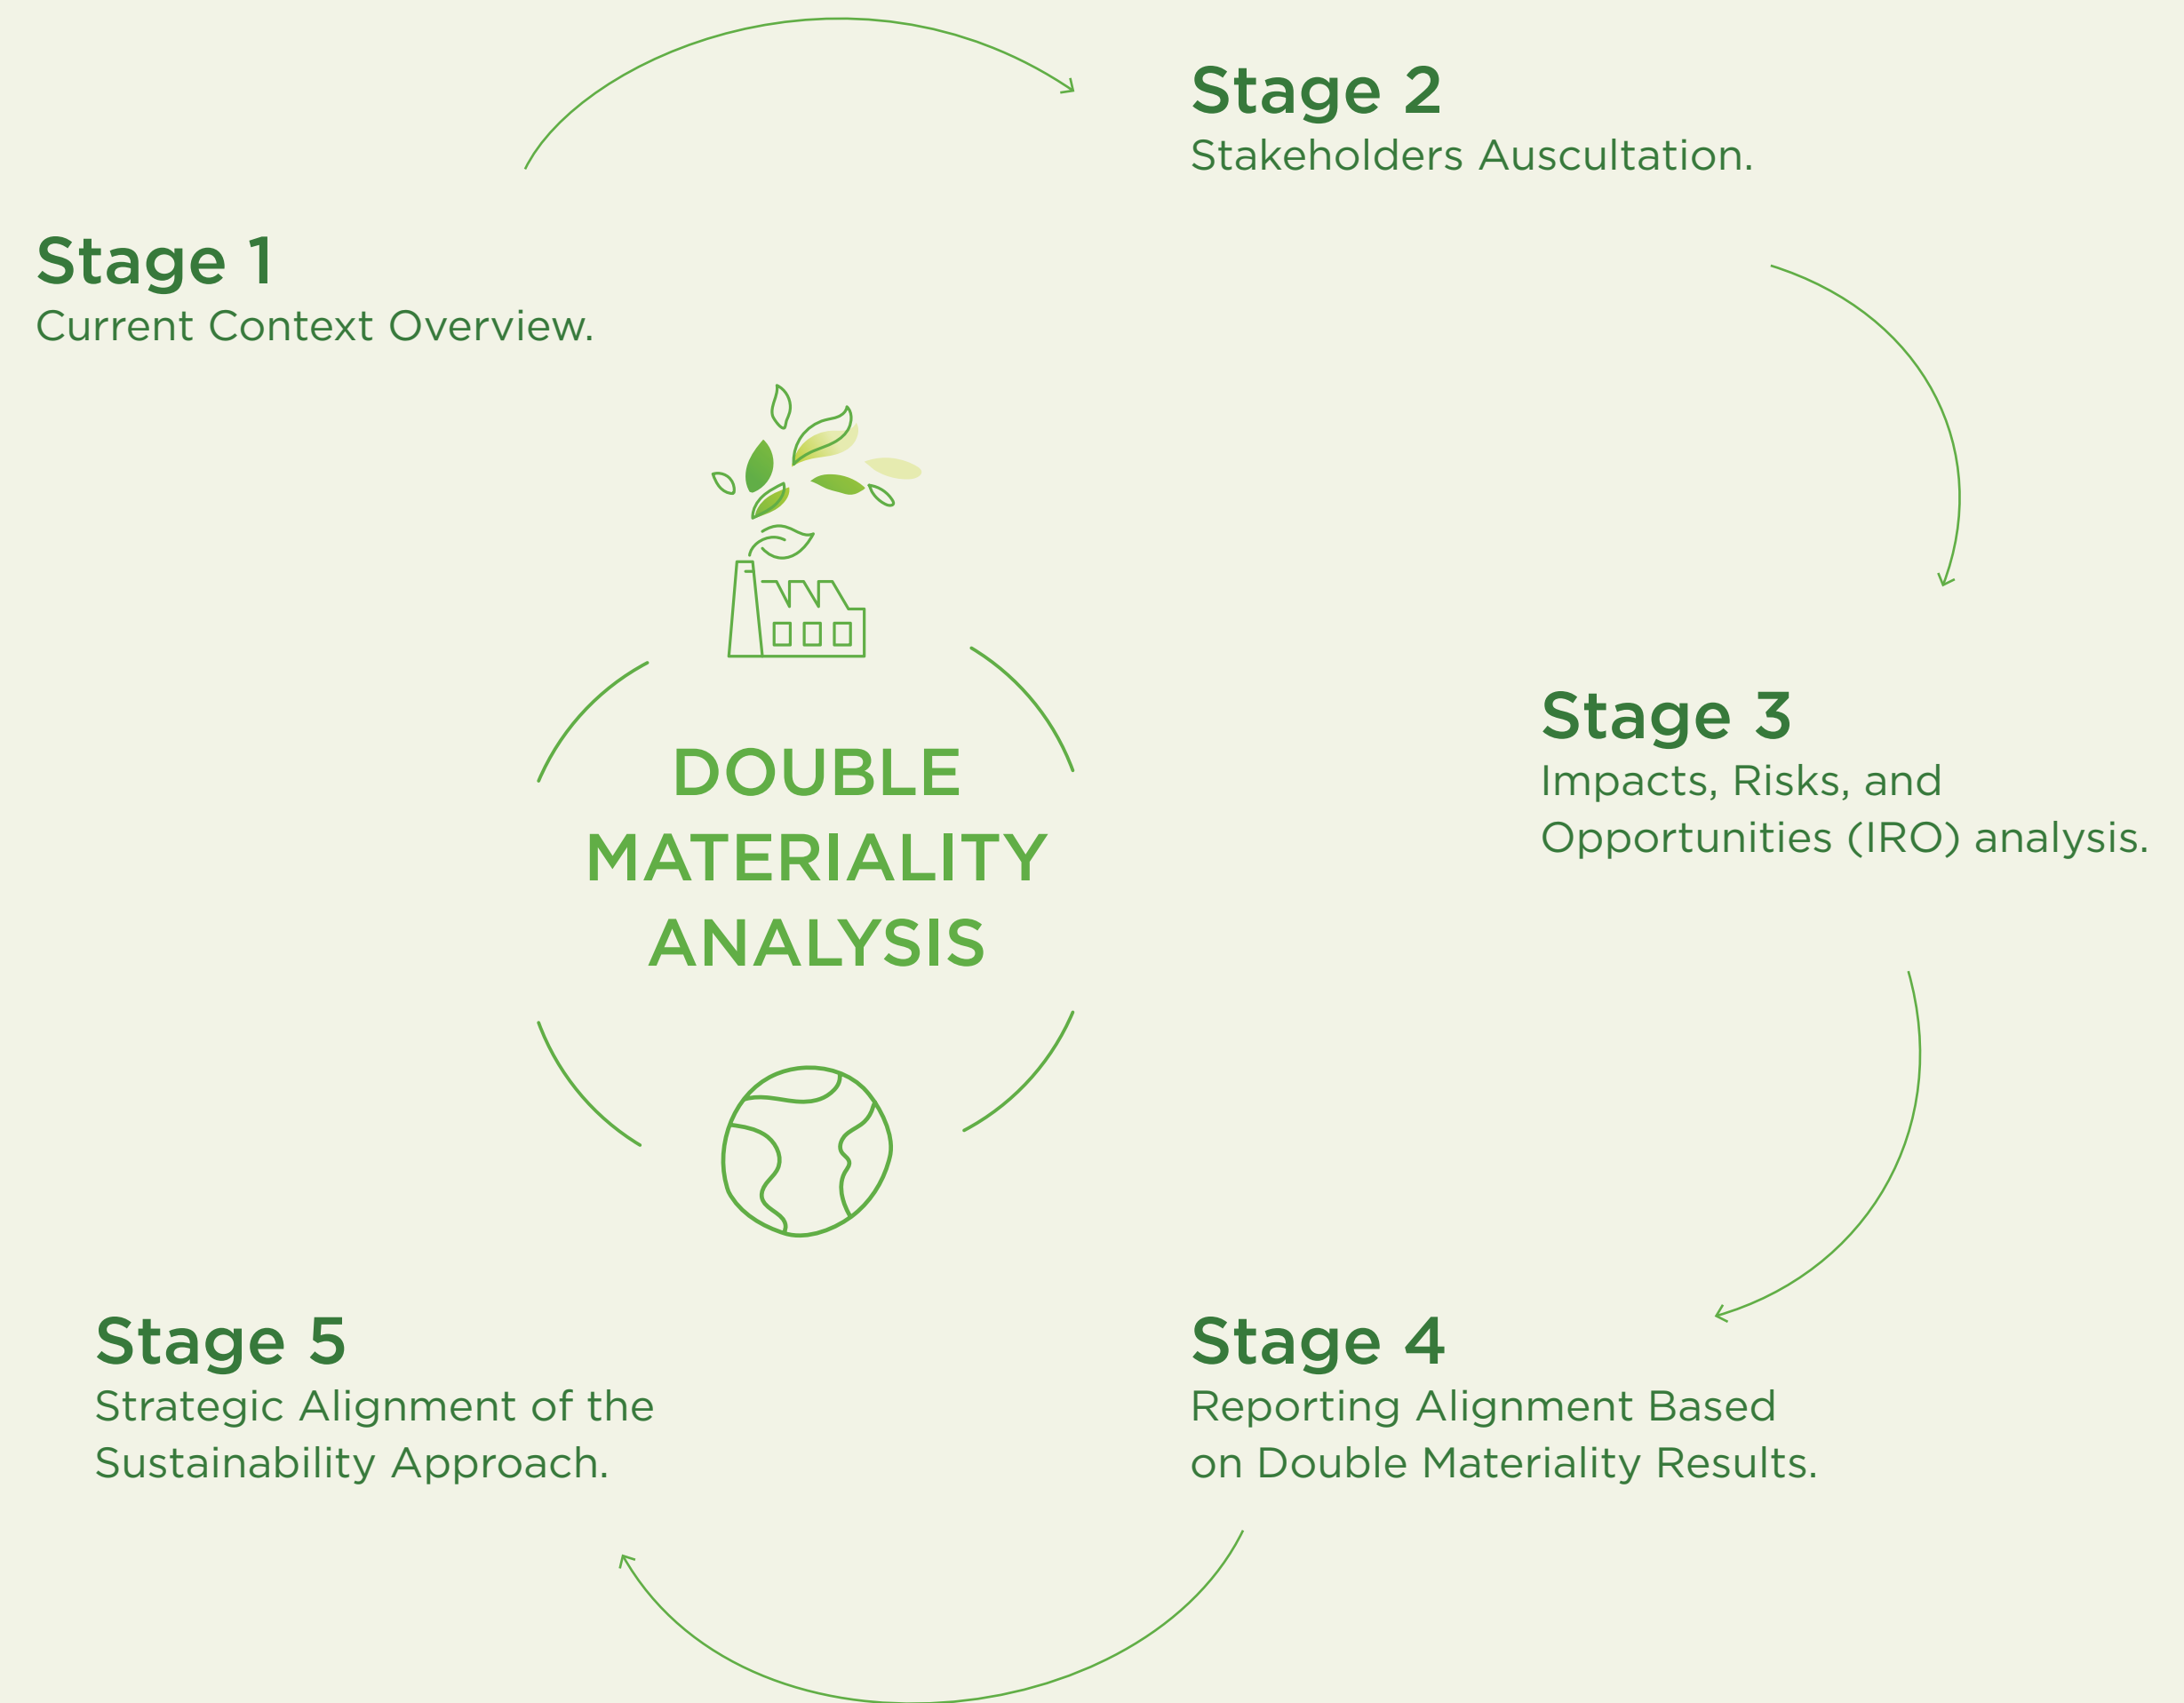 Stage 1
Current Context Overview.
Stage 2
Stakeholders Auscultation.
Stage 3
Impacts, Risks, and
Opportunities (IRO) analysis.
Stage 4
Reporting Alignment Based
on Double Materiality Results.
Stage 5
Strategic Alignment of the
Sustainability Approach.
DOUBLE
MATERIALITY
ANALYSIS